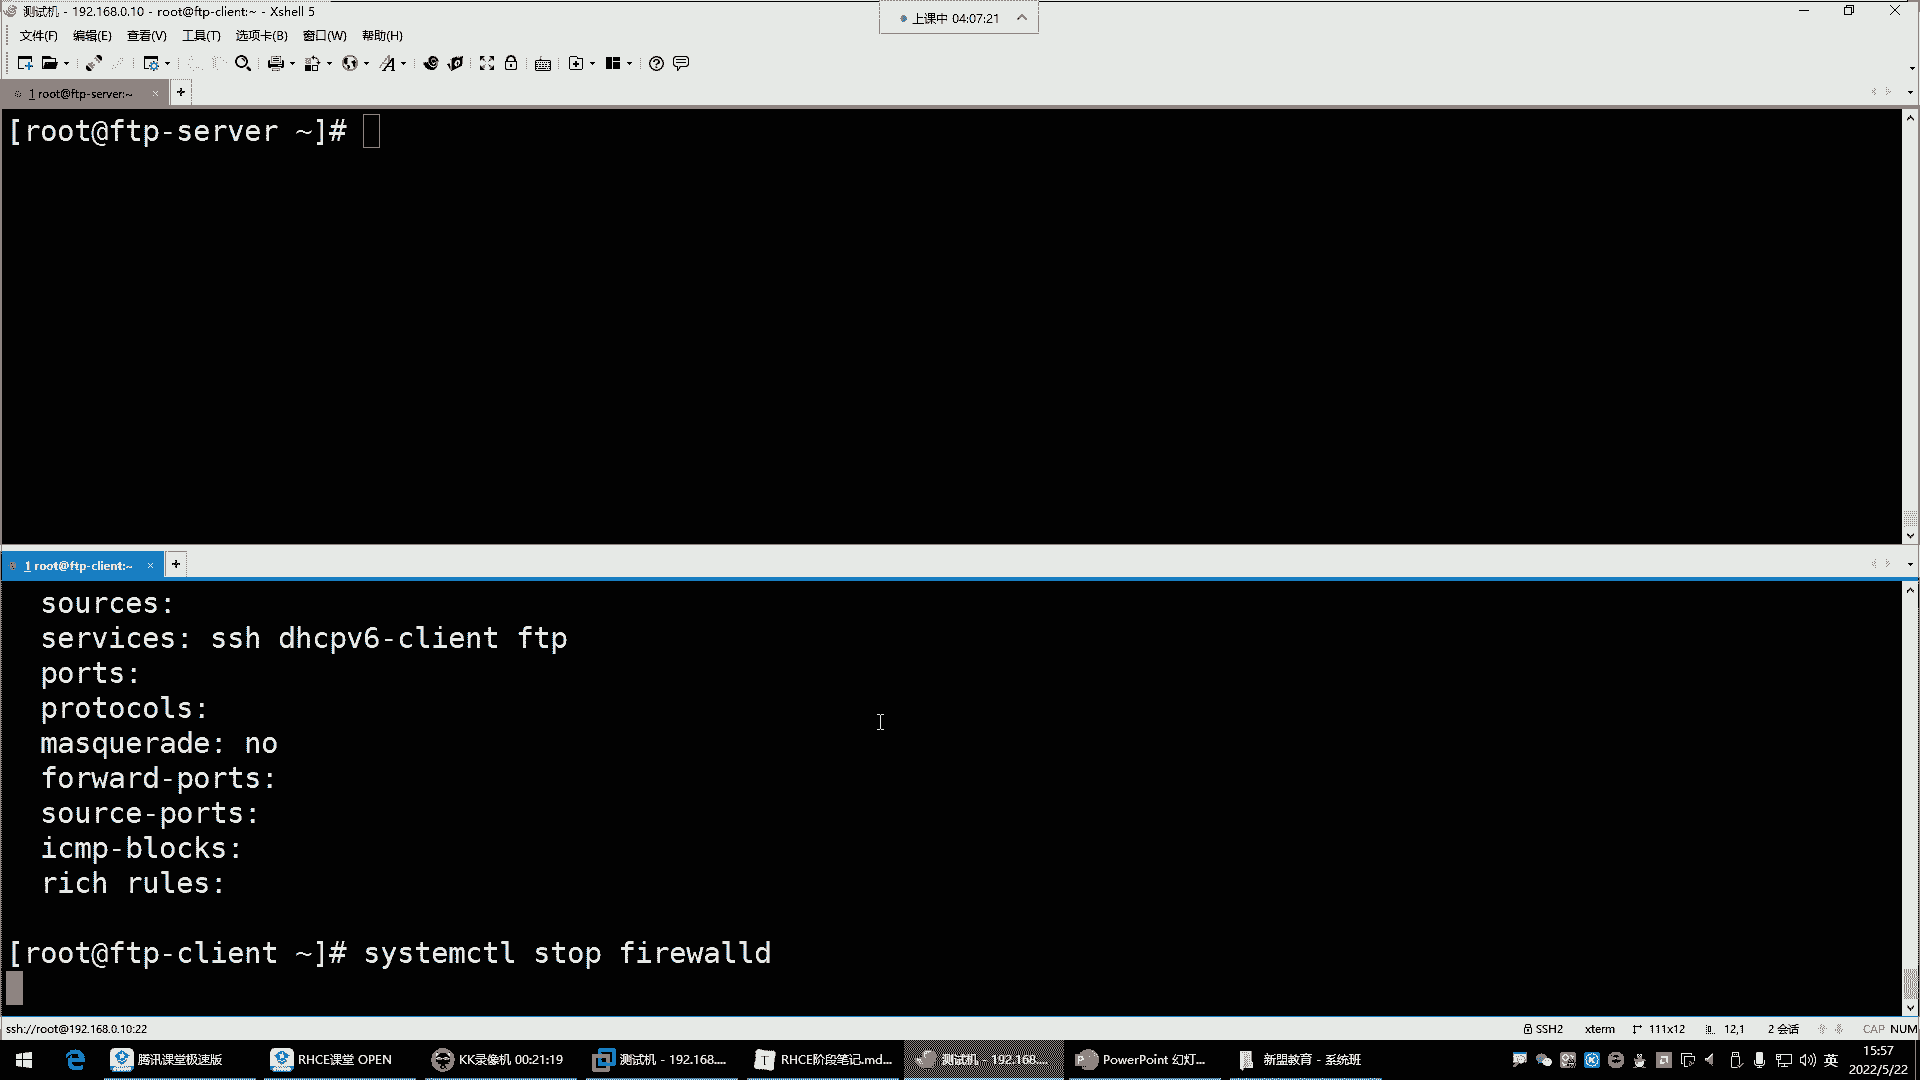 测试机 - 192.168.0.10 - root@ftp-client:~ - Xshell 5
上课中 04:07:21
文件(F) 编辑(E) 查看(V) 工具(T) 选项卡(B) 窗口(W) 帮助(H)
1 root@ftp-server:~
[root@ftp-server ~]#
1 root@ftp-client:~
sources:
services: ssh dhcpv6-client ftp
ports:
protocols:
masquerade: no
forward-ports:
source-ports:
icmp-blocks:
rich rules:
[root@ftp-client ~]# systemctl stop firewalld
ssh://root@192.168.0.10:22 SSH2 xterm 111x12 12,1 2 会话 CAP NUM
腾讯课堂极速版 RHCE课堂 OPEN KK录像机 00:21:19 测试机 - 192.168.... RHCE阶段笔记.md... 测试机 - 192.168.... PowerPoint 幻灯... 新盟教育 - 系统班 英 15:57
2022/5/22